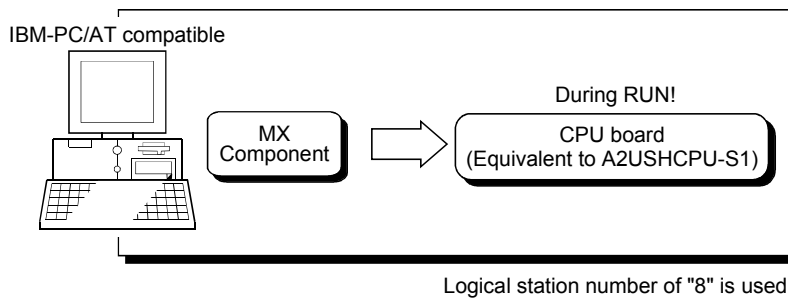 IBM-PC/AT compatible
During RUN!
MX
Component
CPU board
(Equivalent to A2USHCPU-S1)
Logical station number of "8" is used